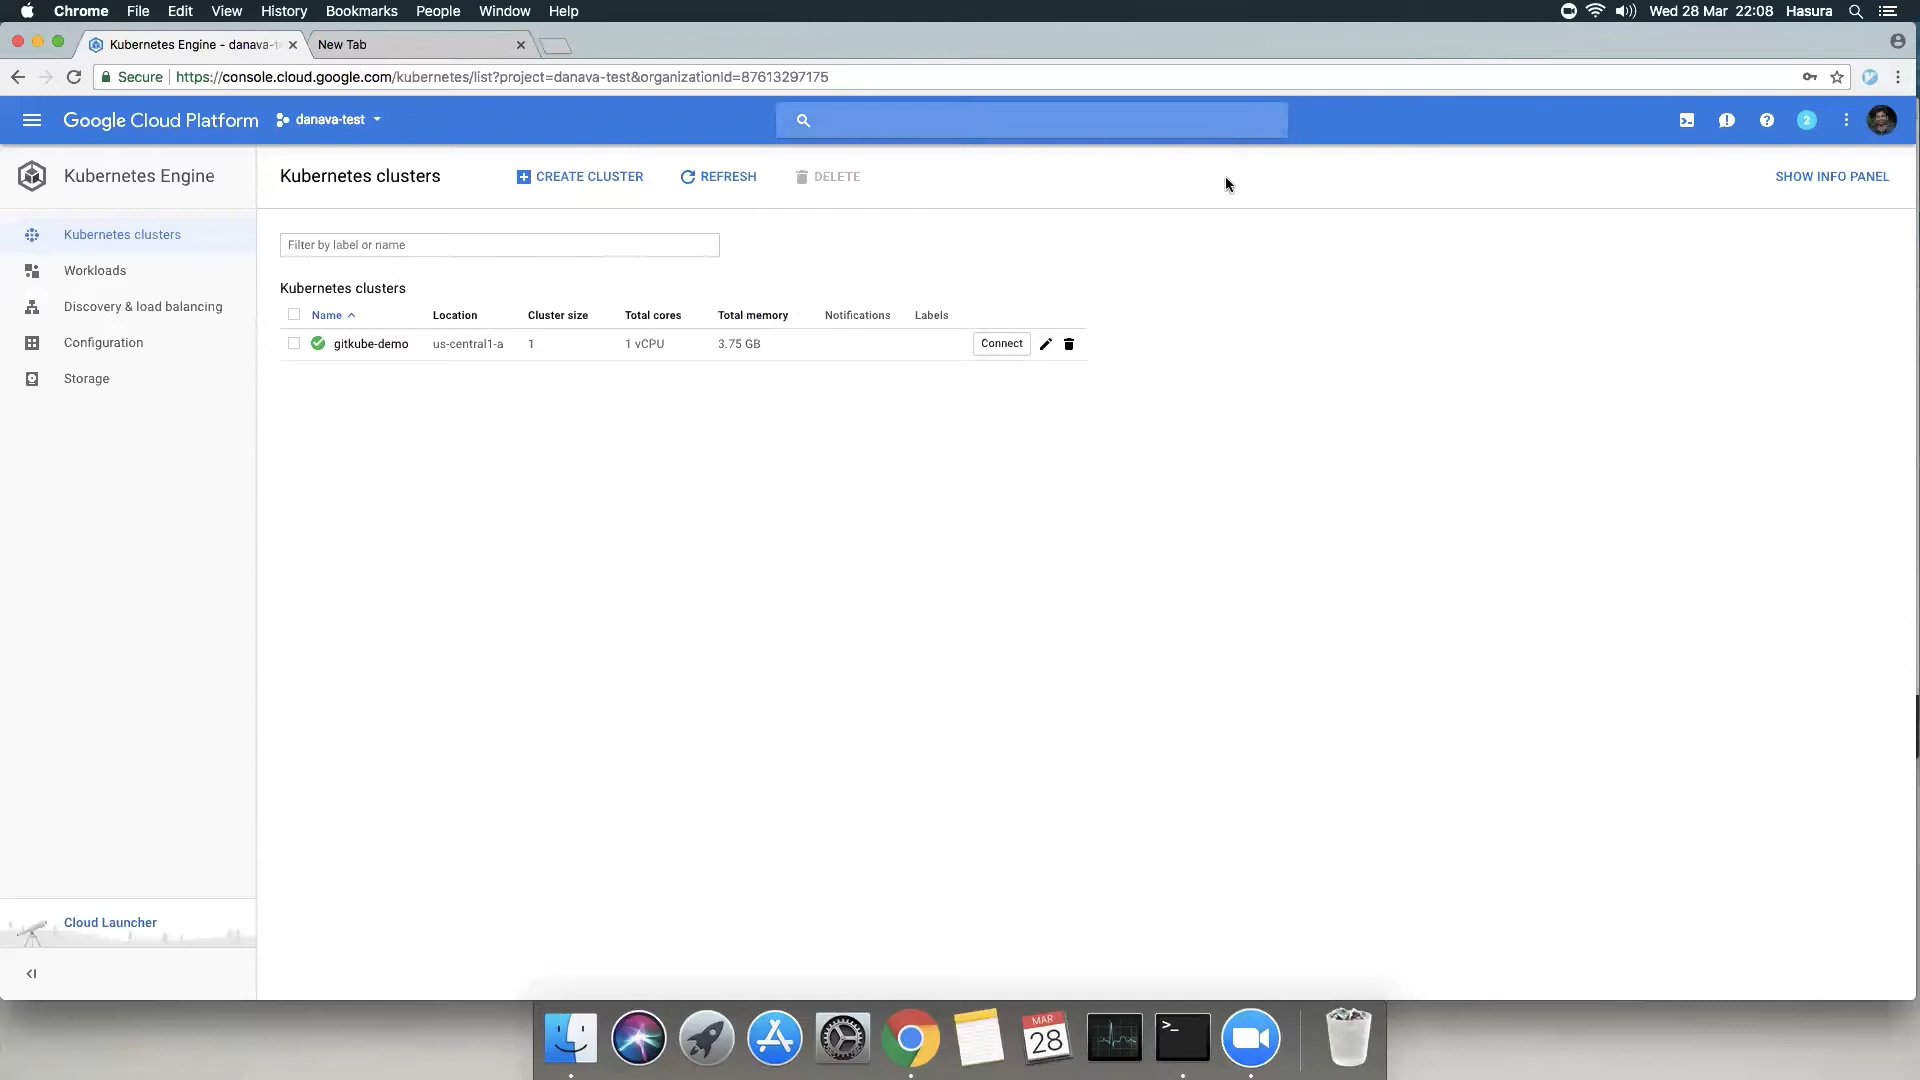 Chrome File Edit View History Bookmarks People Window Help Wed 28 Mar 22:08 Hasura
Kubernetes Engine - danava-t New Tab
Secure https://console.cloud.google.com/kubernetes/list?project=danava-test&organizationId=87613297175
Google Cloud Platform danava-test 2
Kubernetes Engine Kubernetes clusters CREATE CLUSTER REFRESH DELETE SHOW INFO PANEL
Kubernetes clusters
Workloads
Discovery & load balancing
Configuration
Storage
Filter by label or name
Kubernetes clusters
Name Location Cluster size Total cores Total memory Notifications Labels
gitkube-demo us-central1-a 1 1 vCPU 3.75 GB Connect
Cloud Launcher
MAR
28
>_